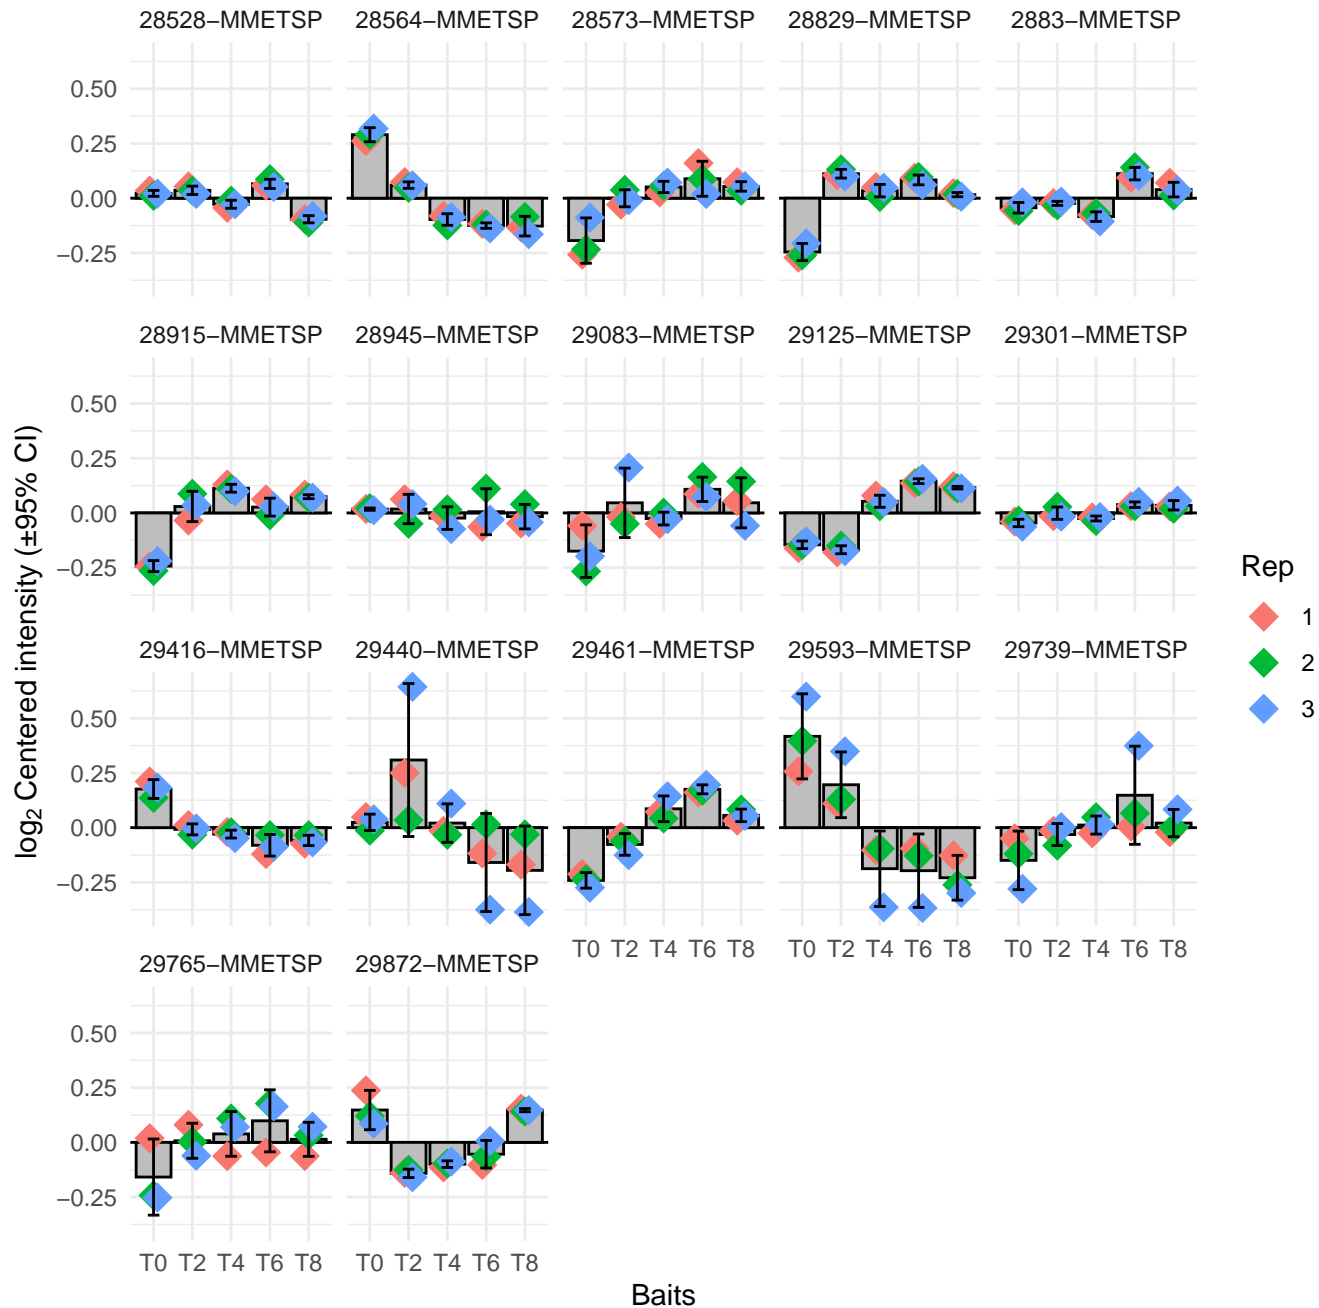 28528−MMETSP 28564−MMETSP 28573−MMETSP 28829−MMETSP 2883−MMETSP
0.50
0.25
0.00
−0.25
28915−MMETSP 28945−MMETSP 29083−MMETSP 29125−MMETSP 29301−MMETSP
0.50
0.25
0.00
−0.25
29416−MMETSP 29440−MMETSP 29461−MMETSP 29593−MMETSP 29739−MMETSP
0.50
0.25
0.00
−0.25
T0 T2 T4 T6 T8 T0 T2 T4 T6 T8 T0 T2 T4 T6 T8
29765−MMETSP 29872−MMETSP
0.50
0.25
0.00
−0.25
T0 T2 T4 T6 T8 T0 T2 T4 T6 T8
Baits
log₂ Centered intensity (±95% CI)
Rep
1
2
3